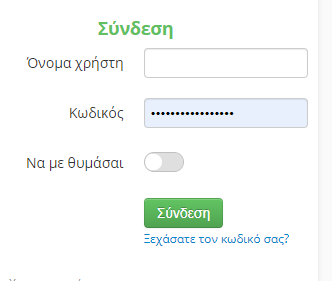 Σύνδεση
Όνομα χρήστη
Κωδικός •••••••••••••••••
Να με θυμάσαι
Σύνδεση
Ξεχάσατε τον κωδικό σας?